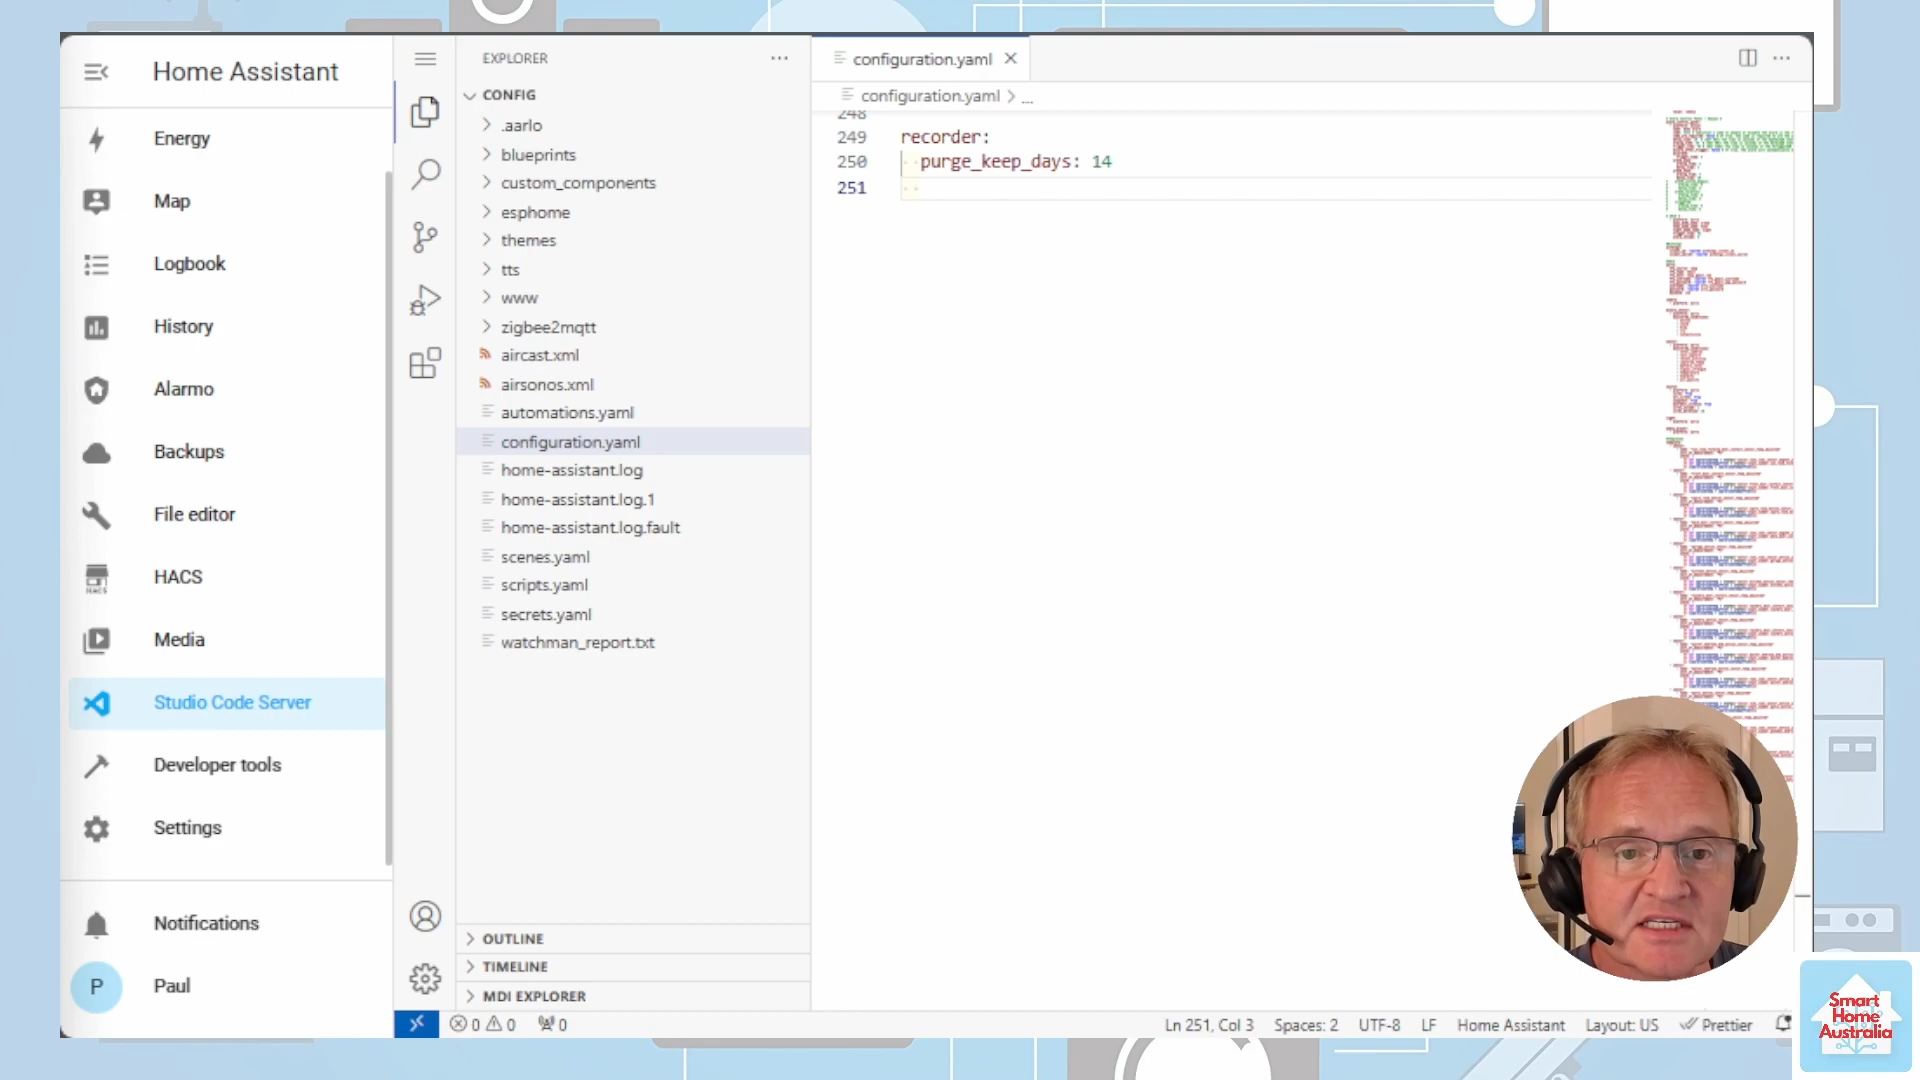 Home Assistant
Energy
Map
Logbook
History
Alarmo
Backups
File editor
HACS
HACS
Media
Studio Code Server
Developer tools
Settings
Notifications
P
Paul
EXPLORER
CONFIG
.aarlo
blueprints
custom_components
esphome
themes
tts
www
zigbee2mqtt
aircast.xml
airsonos.xml
automations.yaml
configuration.yaml
home-assistant.log
home-assistant.log.1
home-assistant.log.fault
scenes.yaml
scripts.yaml
secrets.yaml
watchman_report.txt
OUTLINE
TIMELINE
MDI EXPLORER
configuration.yaml
configuration.yaml > ...
248
249 recorder:
250 purge_keep_days: 14
251
0 0 0
Ln 251, Col 3 Spaces: 2 UTF-8 LF Home Assistant Layout: US Prettier
Smart
Home
Australia